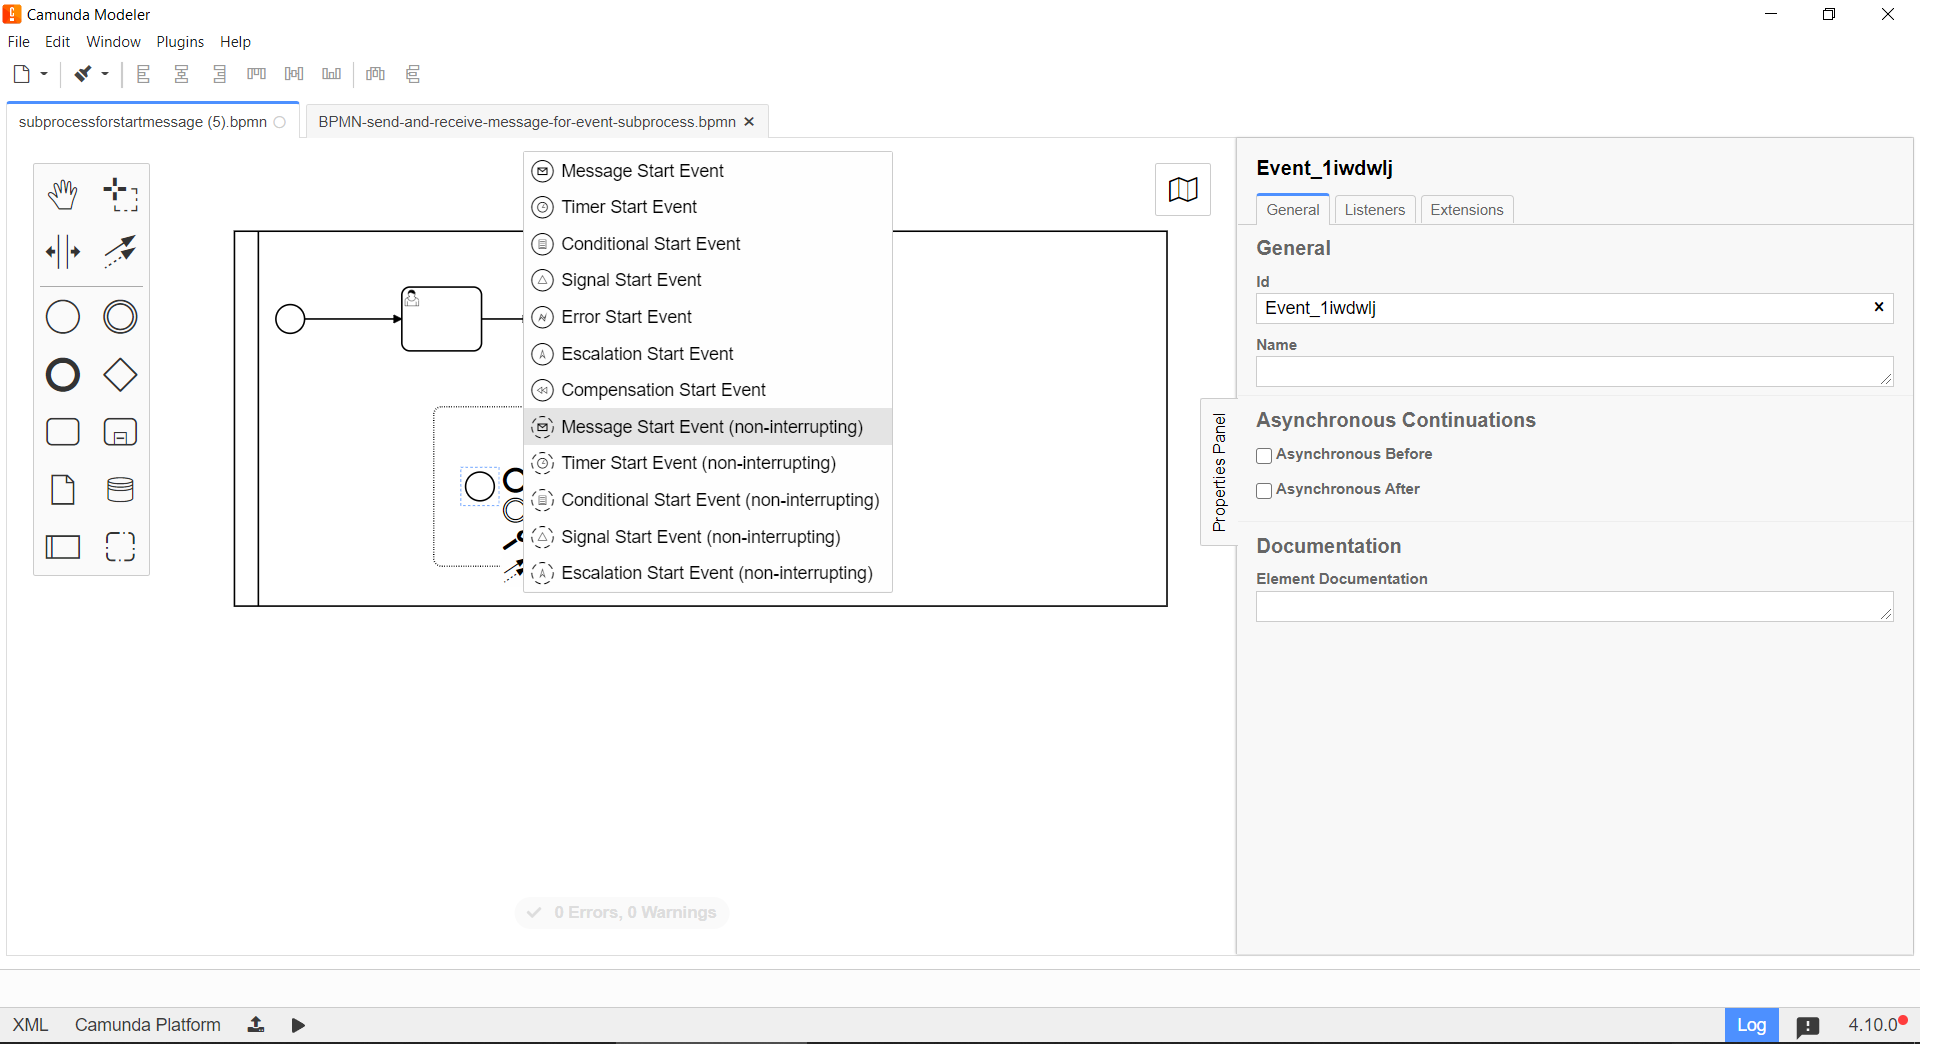 Camunda Modeler
File Edit Window Plugins Help
subprocessforstartmessage (5).bpmn
BPMN-send-and-receive-message-for-event-subprocess.bpmn
Message Start Event
Timer Start Event
Conditional Start Event
Signal Start Event
Error Start Event
Escalation Start Event
Compensation Start Event
Message Start Event (non-interrupting)
Timer Start Event (non-interrupting)
Conditional Start Event (non-interrupting)
Signal Start Event (non-interrupting)
Escalation Start Event (non-interrupting)
0 Errors, 0 Warnings
Properties Panel
Event_1iwdwlj
General Listeners Extensions
General
Id
Event_1iwdwlj
Name
Asynchronous Continuations
Asynchronous Before
Asynchronous After
Documentation
Element Documentation
XML Camunda Platform
Log 4.10.0